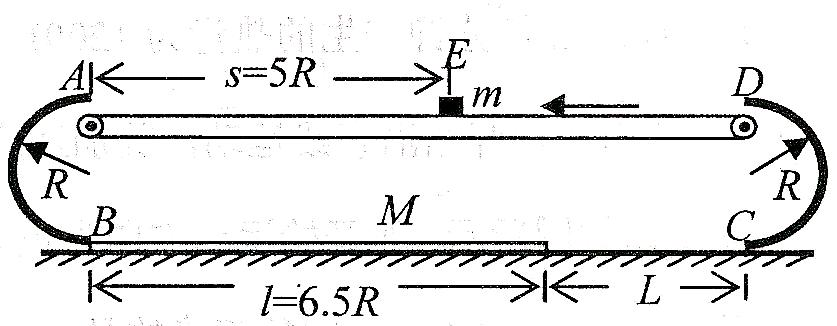 E
A s=5R m D
R R
B M C
l=6.5R L